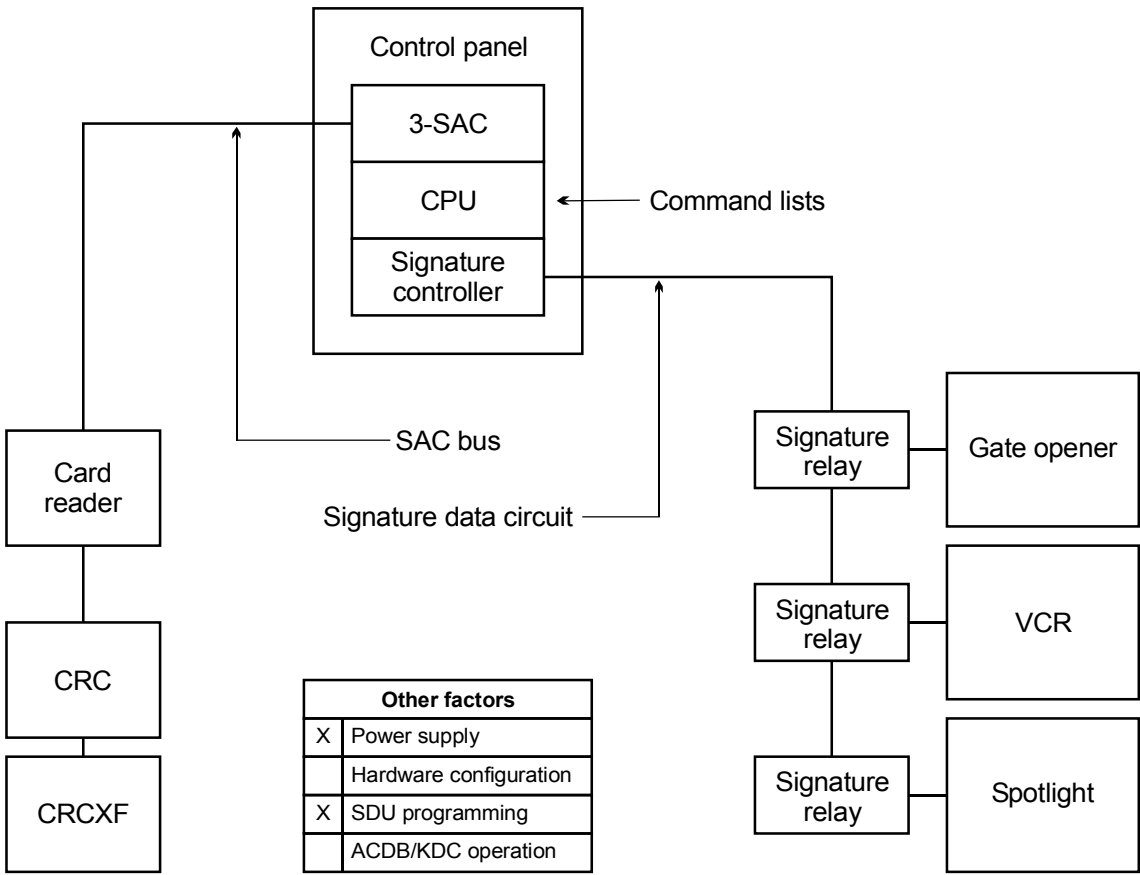 Control panel
3-SAC
CPU
Command lists
Signature
controller
SAC bus
Signature data circuit
Card
reader
CRC
CRCXF
Signature
relay
Gate opener
Signature
relay
VCR
Signature
relay
Spotlight
Other factors
X Power supply
Hardware configuration
X SDU programming
ACDB/KDC operation